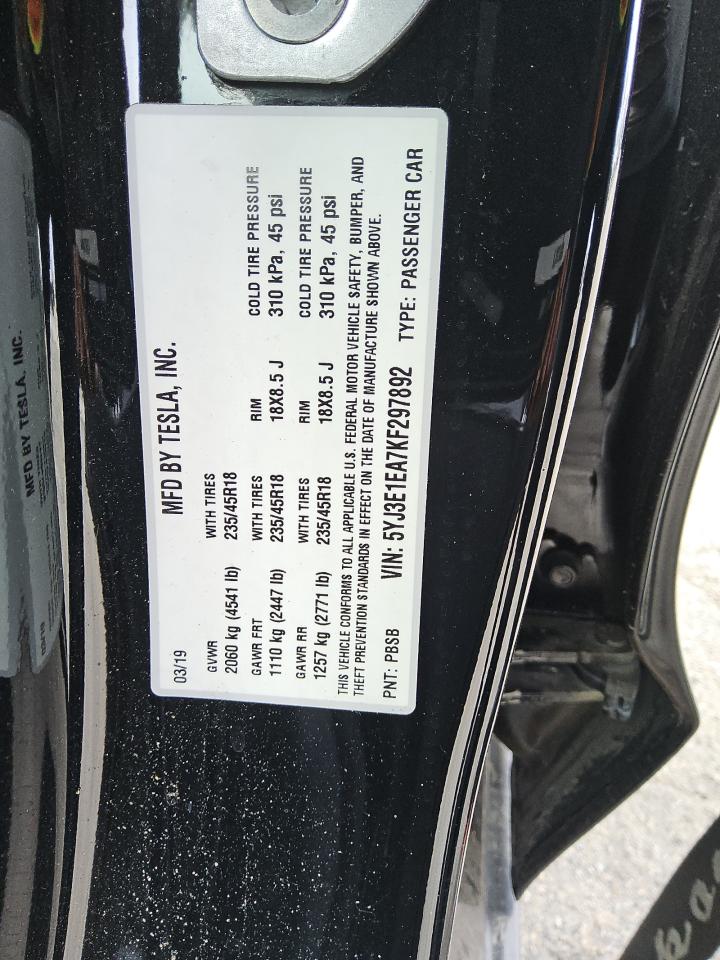 03/19
MFD BY TESLA, INC.
GVWR WITH TIRES
2060 kg (4541 lb) 235/45R18
GAWR FRT WITH TIRES RIM COLD TIRE PRESSURE
1110 kg (2447 lb) 235/45R18 18X8.5 J 310 kPa, 45 psi
GAWR RR WITH TIRES RIM COLD TIRE PRESSURE
1257 kg (2771 lb) 235/45R18 18X8.5 J 310 kPa, 45 psi
THIS VEHICLE CONFORMS TO ALL APPLICABLE U.S. FEDERAL MOTOR VEHICLE SAFETY, BUMPER, AND
THEFT PREVENTION STANDARDS IN EFFECT ON THE DATE OF MANUFACTURE SHOWN ABOVE.
PNT: PBSB VIN: 5YJ3E1EA7KF297892 TYPE: PASSENGER CAR
MFD BY TESLA, INC.